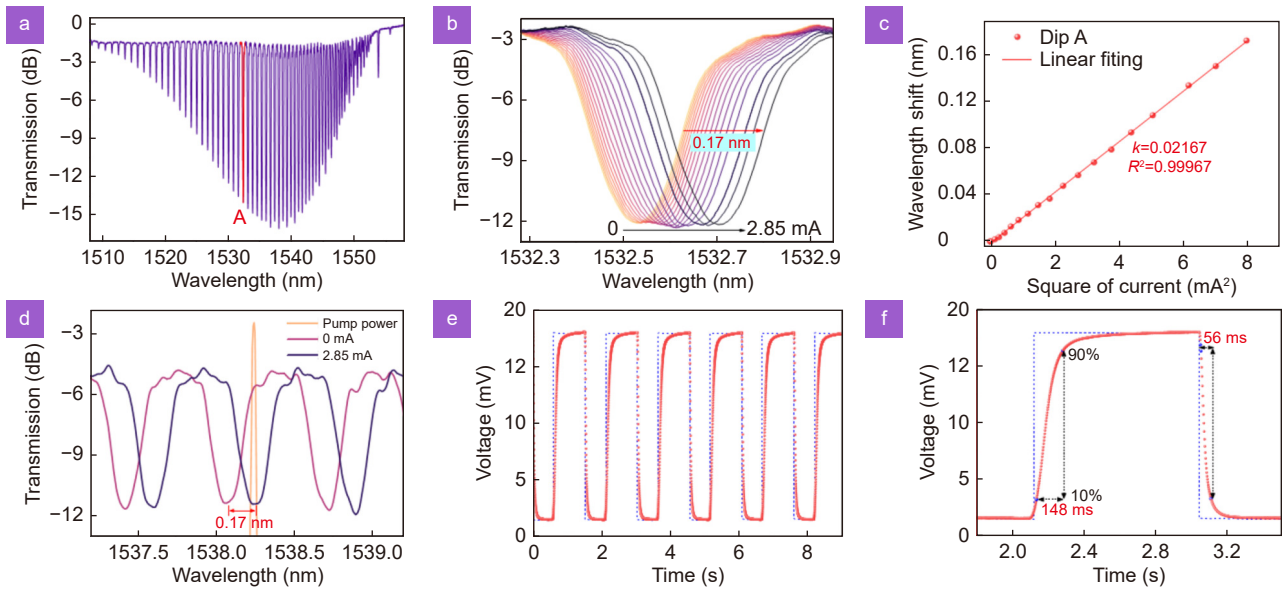 a
0
−3
−6
−9
−12
−15
Transmission (dB)
A
1510 1520 1530 1540 1550
Wavelength (nm)
b
−3
−6
−9
−12
Transmission (dB)
0.17 nm
0 2.85 mA
1532.3 1532.5 1532.7 1532.9
Wavelength (nm)
c
0.16
0.12
0.08
0.04
0
Wavelength shift (nm)
Dip A
Linear fiting
k=0.02167
R²=0.99967
0 2 4 6 8
Square of current (mA²)
d
−3
−6
−9
−12
Transmission (dB)
Pump power
0 mA
2.85 mA
0.17 nm
1537.5 1538.0 1538.5 1539.0
Wavelength (nm)
e
20
17
12
8
5
0
Voltage (mV)
0 2 4 6 8
Time (s)
f
20
17
12
8
5
0
Voltage (mV)
90%
56 ms
10%
148 ms
2.0 2.4 2.8 3.2
Time (s)